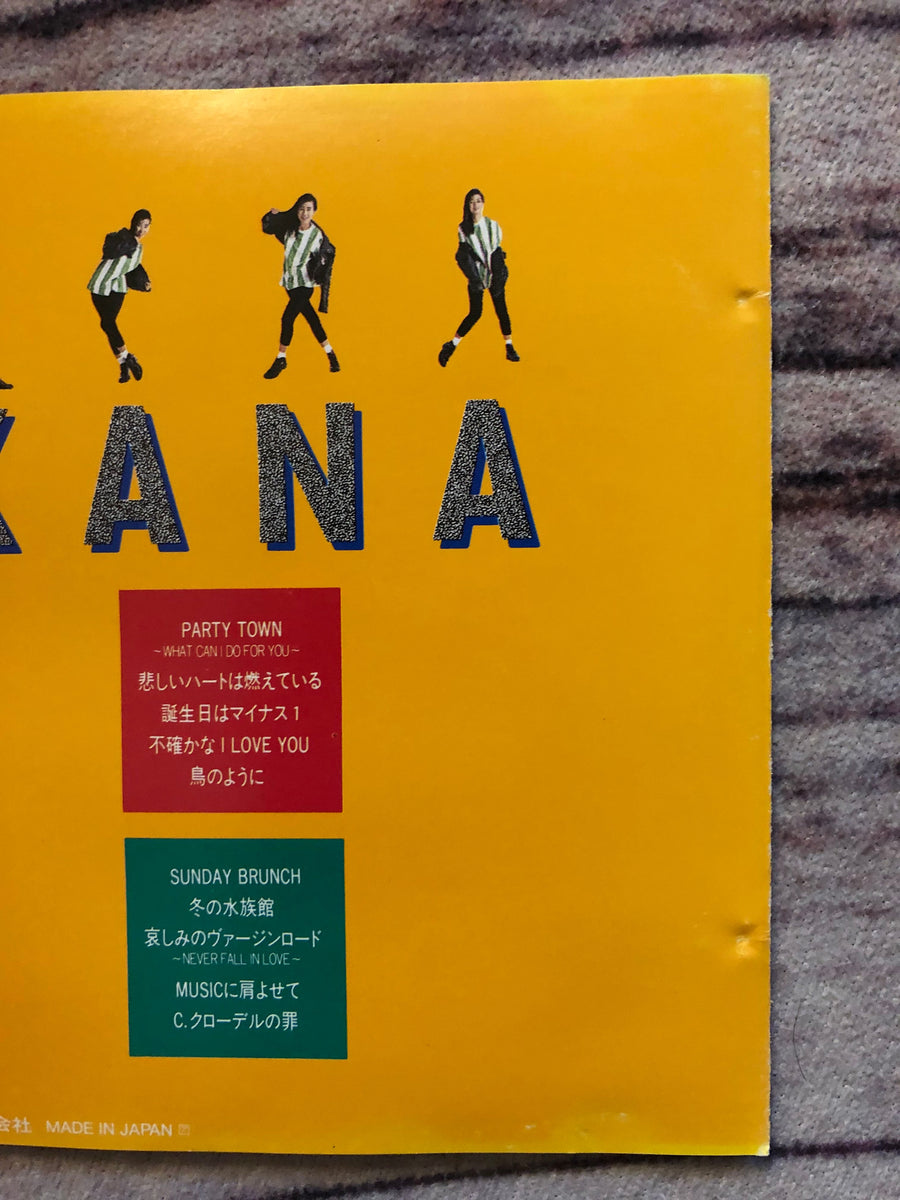 KANA
PARTY TOWN
~WHAT CAN I DO FOR YOU~
悲しいハートは燃えている
誕生日はマイナス1
不確かな I LOVE YOU
鳥のように
SUNDAY BRUNCH
冬の水族館
哀しみのヴァージンロード
~NEVER FALL IN LOVE~
MUSICに肩よせて
C.クローデルの罪
会社 MADE IN JAPAN